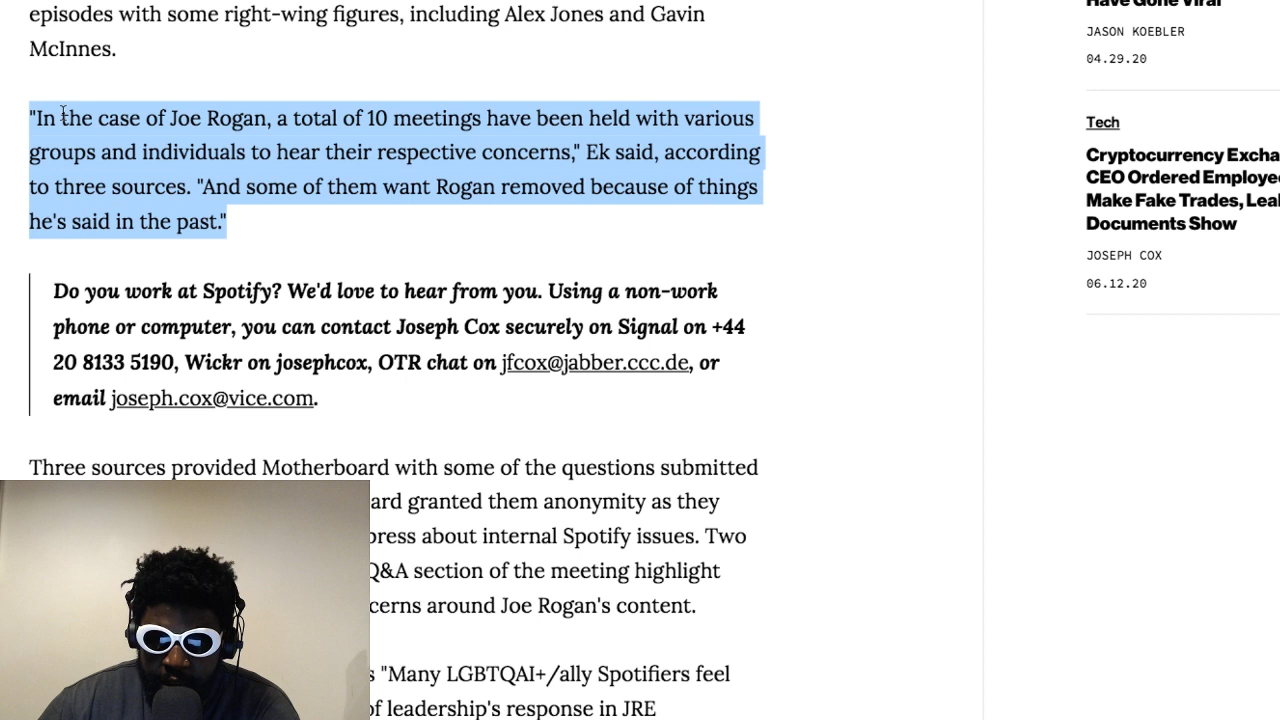 episodes with some right-wing figures, including Alex Jones and Gavin
McInnes.
"In the case of Joe Rogan, a total of 10 meetings have been held with various
groups and individuals to hear their respective concerns," Ek said, according
to three sources. "And some of them want Rogan removed because of things
he's said in the past."
Do you work at Spotify? We'd love to hear from you. Using a non-work
phone or computer, you can contact Joseph Cox securely on Signal on +44
20 8133 5190, Wickr on josephcox, OTR chat on jfcox@jabber.ccc.de, or
email joseph.cox@vice.com.
Three sources provided Motherboard with some of the questions submitted
ard granted them anonymity as they
press about internal Spotify issues. Two
Q&A section of the meeting highlight
cerns around Joe Rogan's content.
s "Many LGBTQAI+/ally Spotifiers feel
of leadership's response in JRE
Have Gone Viral
JASON KOEBLER
04.29.20
Tech
Cryptocurrency Excha
CEO Ordered Employee
Make Fake Trades, Leal
Documents Show
JOSEPH COX
06.12.20